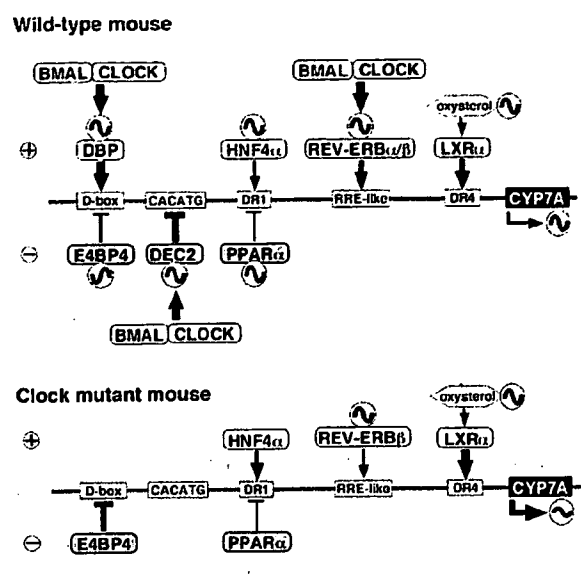 Wild-type mouse
BMAL CLOCK BMAL CLOCK
oxysterol
⊕ DBP HNF4α REV-ERBα/β LXRα
D-box CACATG DR1 RRE-like DR4 CYP7A
⊖ E4BP4 DEC2 PPARα
BMAL CLOCK
Clock mutant mouse
oxysterol
⊕ HNF4α REV-ERBβ LXRα
D-box CACATG DR1 RRE-like DR4 CYP7A
⊖ E4BP4 PPARα